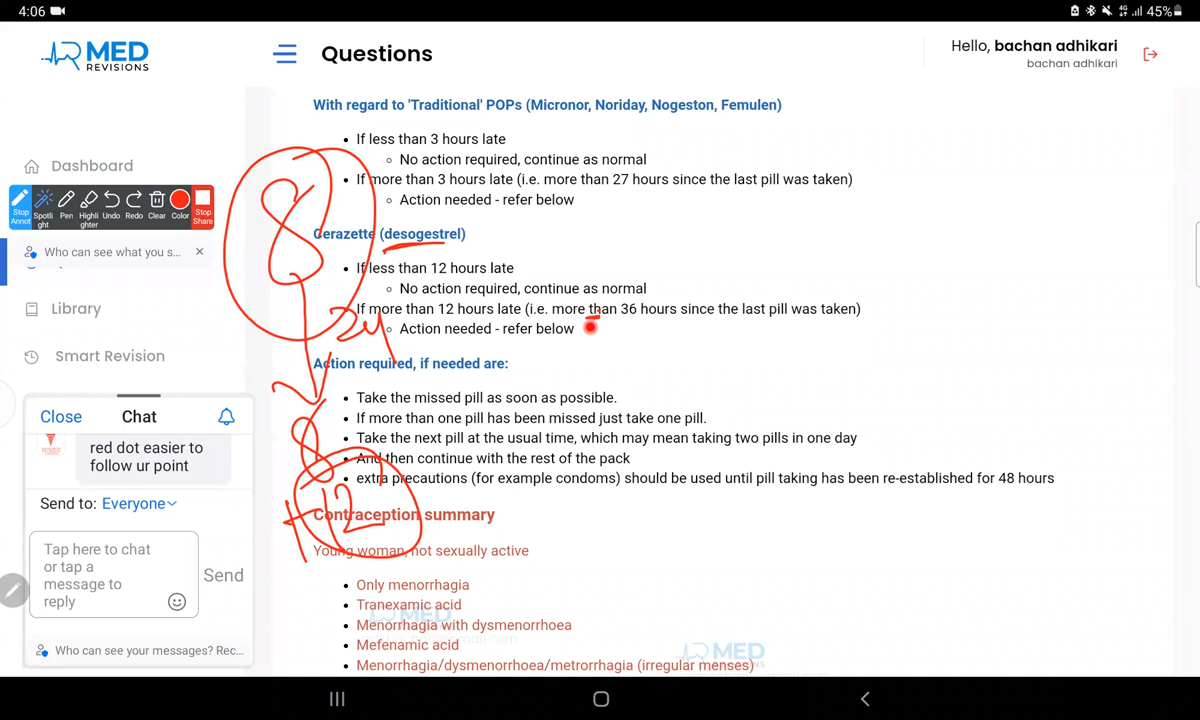 4:06
4G
45%
MED
REVISIONS
Questions
Hello, bachan adhikari
bachan adhikari
With regard to 'Traditional' POPs (Micronor, Noriday, Nogeston, Femulen)
If less than 3 hours late
No action required, continue as normal
If more than 3 hours late (i.e. more than 27 hours since the last pill was taken)
Action needed - refer below
Cerazette (desogestrel)
If less than 12 hours late
No action required, continue as normal
If more than 12 hours late (i.e. more than 36 hours since the last pill was taken)
Action needed - refer below
Action required, if needed are:
Take the missed pill as soon as possible.
If more than one pill has been missed just take one pill.
Take the next pill at the usual time, which may mean taking two pills in one day
And then continue with the rest of the pack
extra precautions (for example condoms) should be used until pill taking has been re-established for 48 hours
Contraception summary
Young woman, not sexually active
Only menorrhagia
Tranexamic acid
Menorrhagia with dysmenorrhoea
Mefenamic acid
Menorrhagia/dysmenorrhoea/metrorrhagia (irregular menses)
MED
MED
8
24
8
+12
Dashboard
Stop Annot
Spotlight
Pen
Highlighter
Undo
Redo
Clear
Color
Stop Share
Who can see what you s...
Library
Smart Revision
Close
Chat
red dot easier to
follow ur point
Send to: Everyone
Tap here to chat
or tap a
message to
reply
Send
Who can see your messages? Rec...